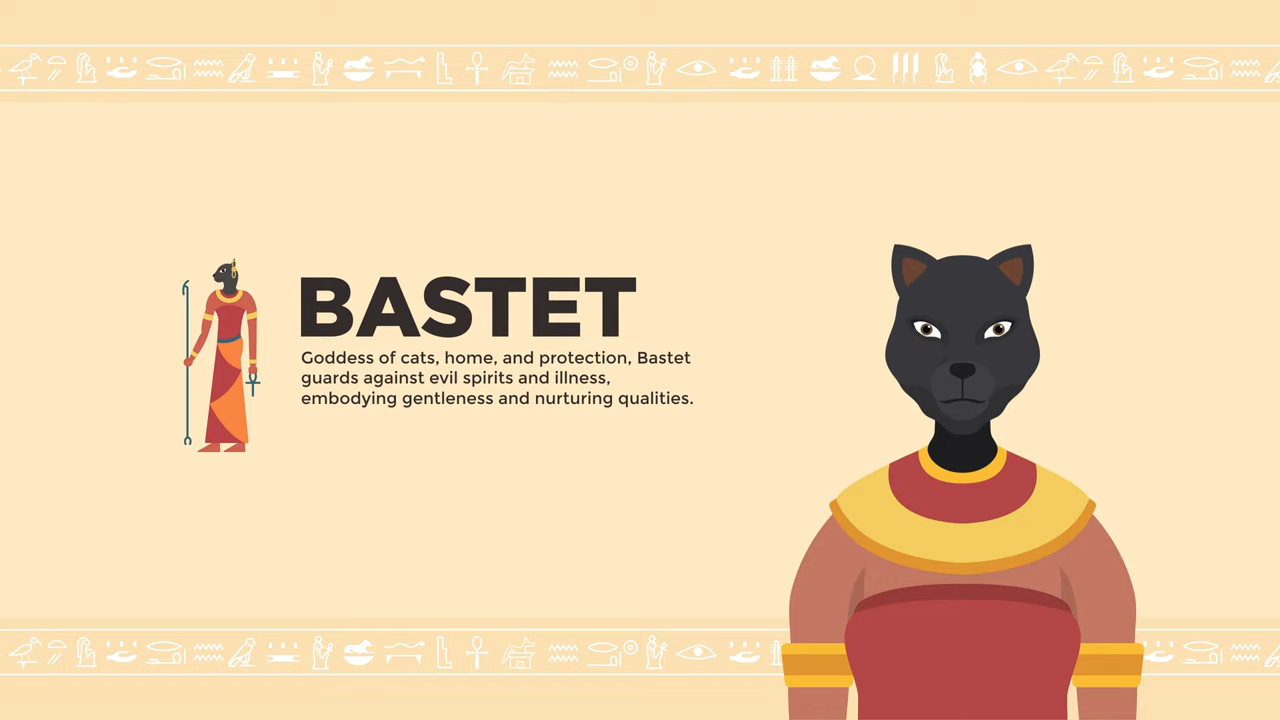 BASTET
Goddess of cats, home, and protection, Bastet
guards against evil spirits and illness,
embodying gentleness and nurturing qualities.